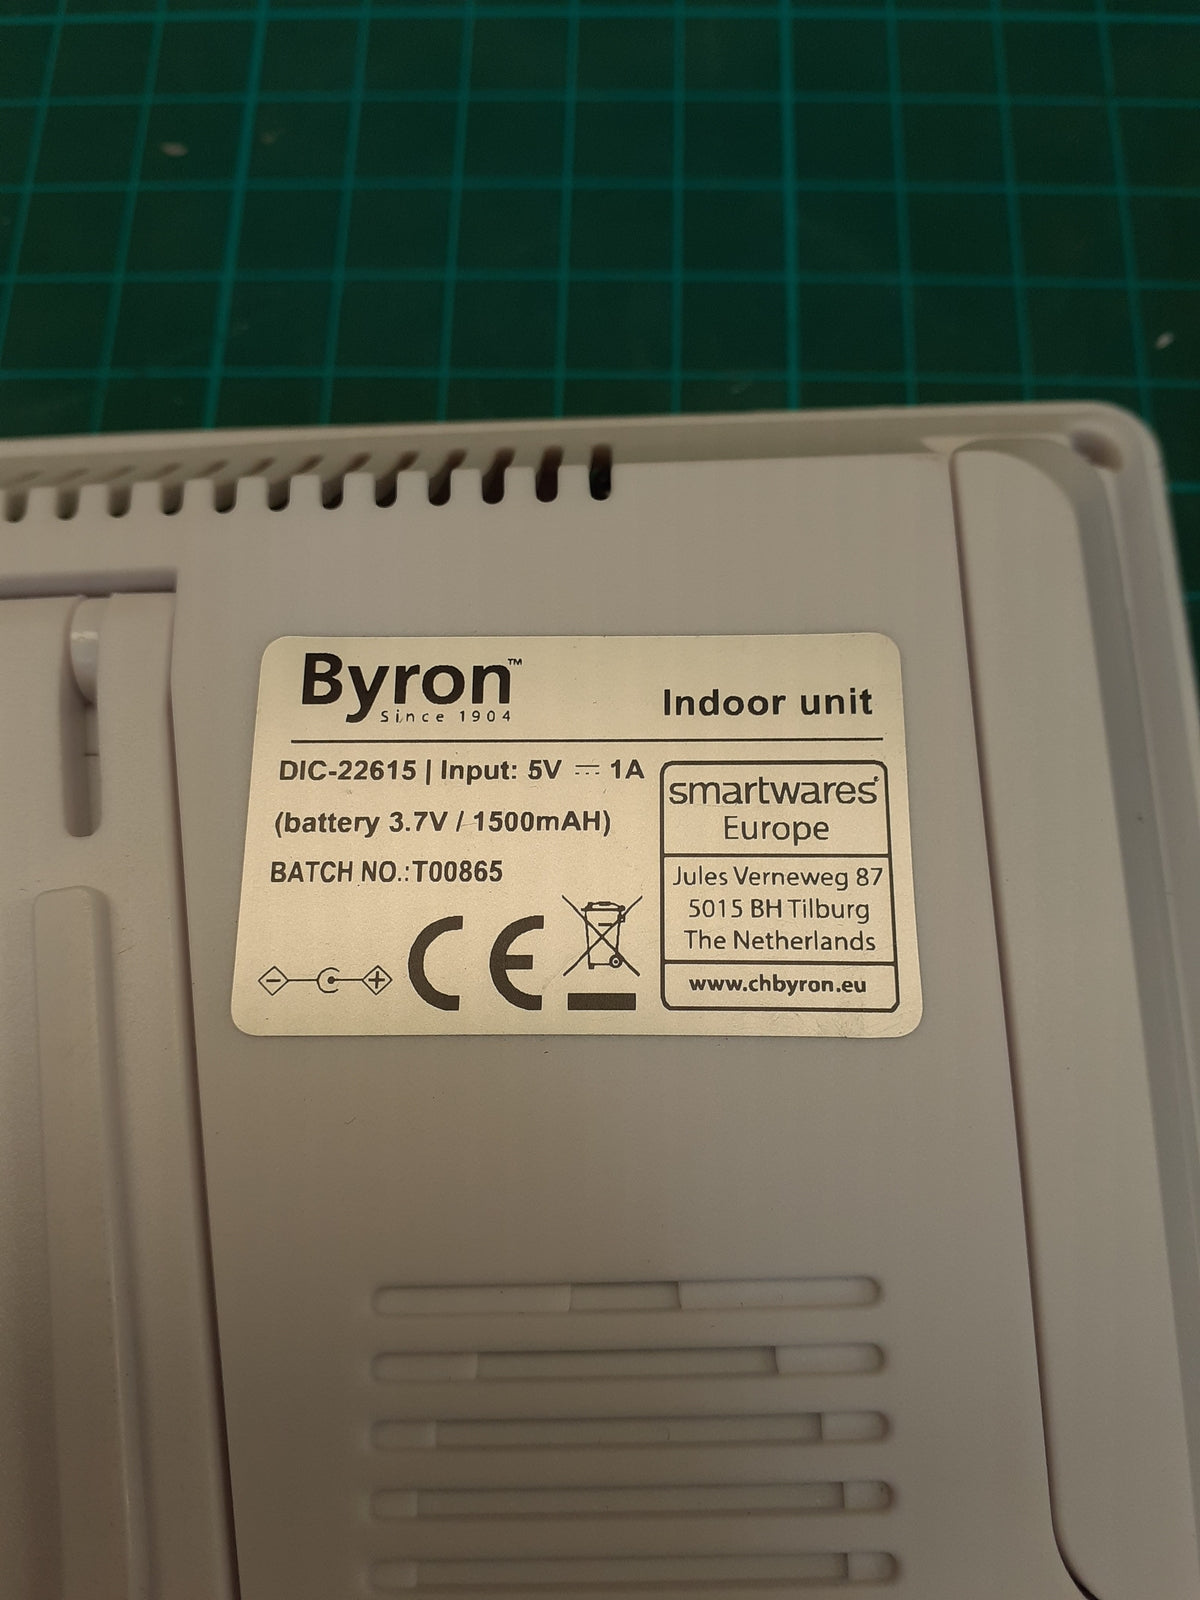 Byron™
Since 1904
Indoor unit
DIC-22615 | Input: 5V ⎓ 1A
(battery 3.7V / 1500mAH)
BATCH NO.:T00865
CE
smartwares
Europe
Jules Verneweg 87
5015 BH Tilburg
The Netherlands
www.chbyron.eu